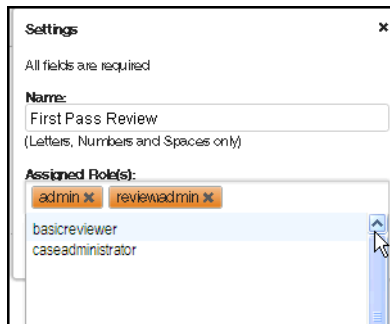 Settings ×
All fields are required
Name:
First Pass Review
(Letters, Numbers and Spaces only)
Assigned Role(s):
admin × reviewadmin ×
basicreviewer
caseadministrator